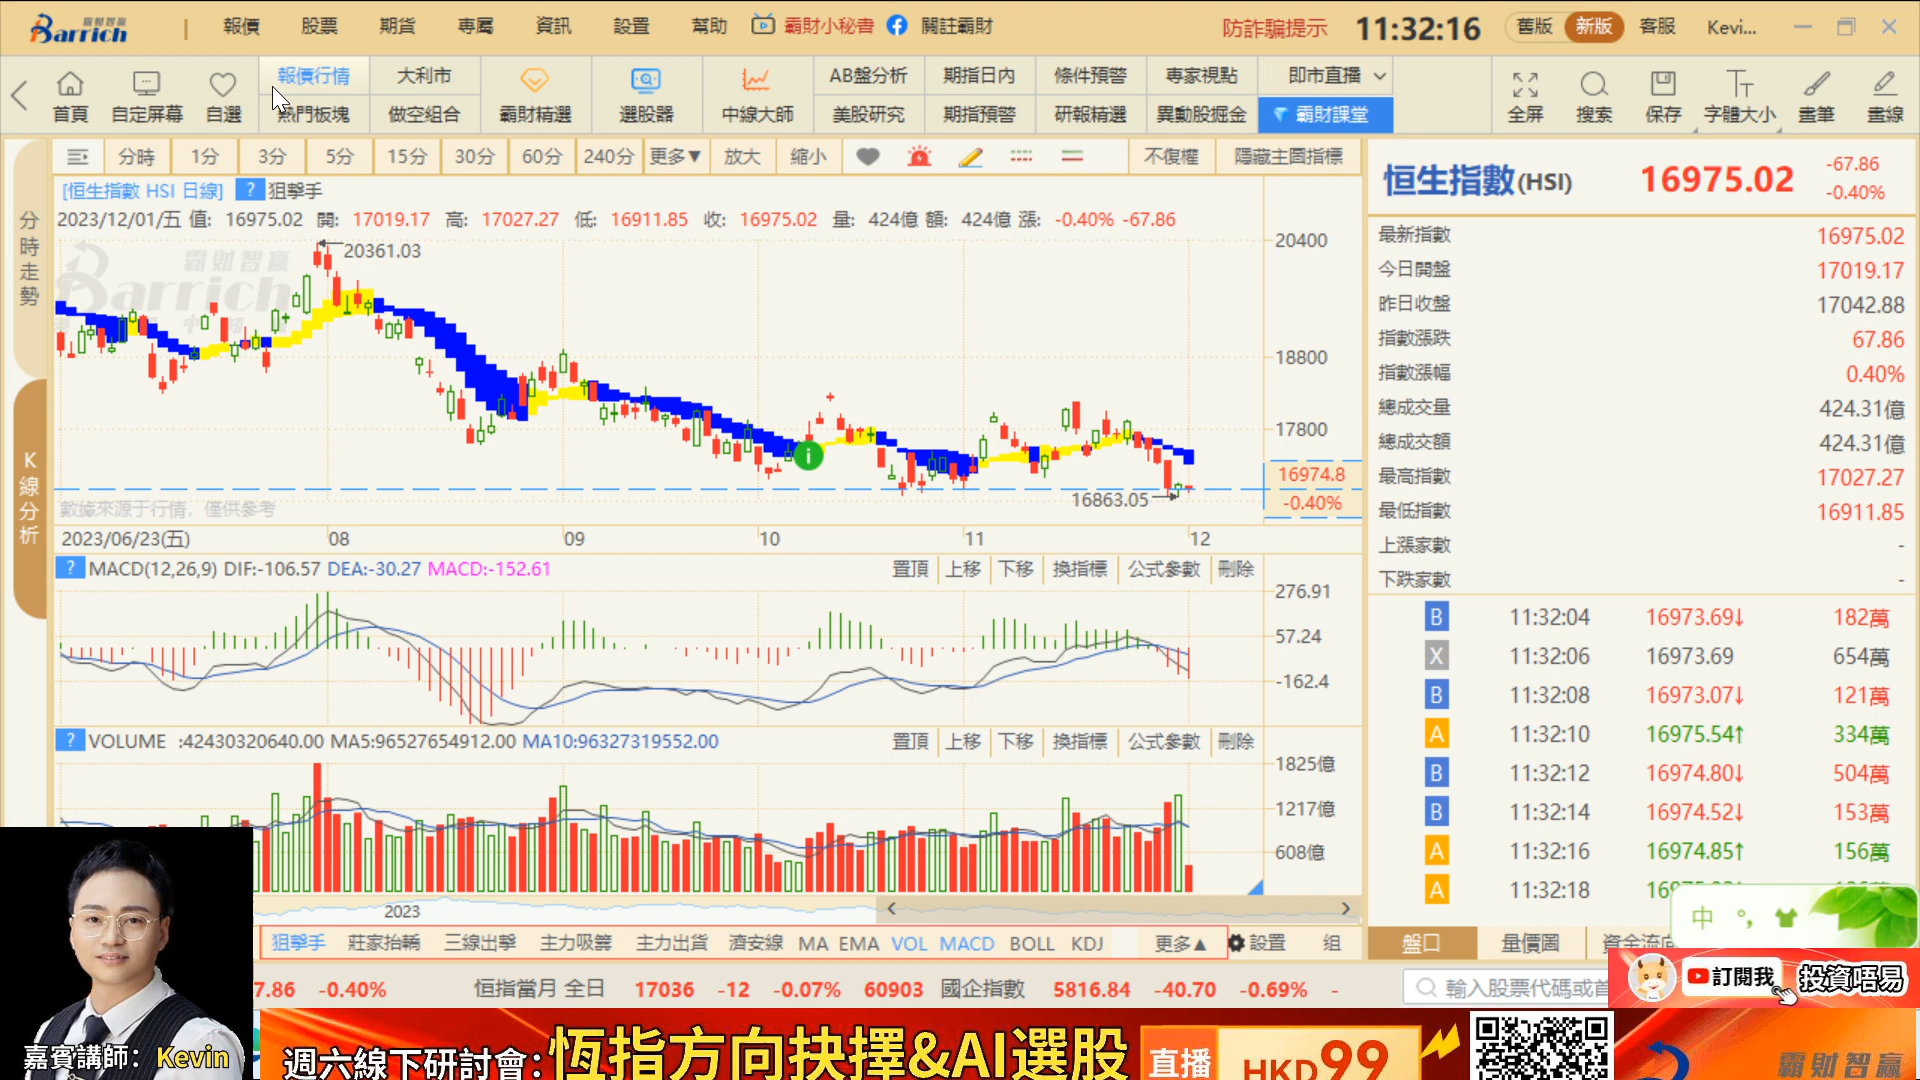 霸財智贏
Barrich
報價
股票
期貨
專屬
資訊
設置
幫助
霸財小秘書
關註霸財
防詐騙提示
11:32:16
舊版
新版
客服
Kevi...
首頁
自定屏幕
自選
報價行情
熱門板塊
大利市
做空組合
霸財精選
選股器
中線大師
AB盤分析
美股研究
期指日內
期指預警
條件預警
研報精選
專家視點
異動股掘金
即市直播
霸財課堂
全屏
搜索
保存
字體大小
畫筆
畫線
分時走勢
K線分析
分時
1分
3分
5分
15分
30分
60分
240分
更多▼
放大
縮小
不復權
隱藏主圖指標
[恒生指數 HSI 日線]
? 狙擊手
2023/12/01/五 值: 16975.02 開: 17019.17 高: 17027.27 低: 16911.85 收: 16975.02 量: 424億 額: 424億 漲: -0.40% -67.86
20361.03
霸財智贏
Barrich
20400
18800
17800
16974.8
-0.40%
16863.05
數據來源于行情，僅供參考
2023/06/23(五)
08
09
10
11
12
? MACD(12,26,9) DIF:-106.57 DEA:-30.27 MACD:-152.61
置頂 上移 下移 換指標 公式參數 刪除
276.91
57.24
-162.4
? VOLUME :42430320640.00 MA5:96527654912.00 MA10:96327319552.00
置頂 上移 下移 換指標 公式參數 刪除
1825億
1217億
608億
2023
狙擊手 莊家抬轎 三線出擊 主力吸籌 主力出貨 濟安線 MA EMA VOL MACD BOLL KDJ 更多▲ 設置 組
恒生指數(HSI)
16975.02
-67.86
-0.40%
最新指數 16975.02
今日開盤 17019.17
昨日收盤 17042.88
指數漲跌 67.86
指數漲幅 0.40%
總成交量 424.31億
總成交額 424.31億
最高指數 17027.27
最低指數 16911.85
上漲家數 -
下跌家數 -
B 11:32:04 16973.69↓ 182萬
X 11:32:06 16973.69 654萬
B 11:32:08 16973.07↓ 121萬
A 11:32:10 16975.54↑ 334萬
B 11:32:12 16974.80↓ 504萬
B 11:32:14 16974.52↓ 153萬
A 11:32:16 16974.85↑ 156萬
A 11:32:18
中
盤口
量價圖
資金流向
7.86 -0.40% 恒指當月 全日 17036 -12 -0.07% 60903 國企指數 5816.84 -40.70 -0.69% -
輸入股票代碼或首
訂閱我
投資唔易
嘉賓講師： Kevin
週六線下研討會: 恆指方向抉擇&AI選股
直播
HKD99
霸財智贏